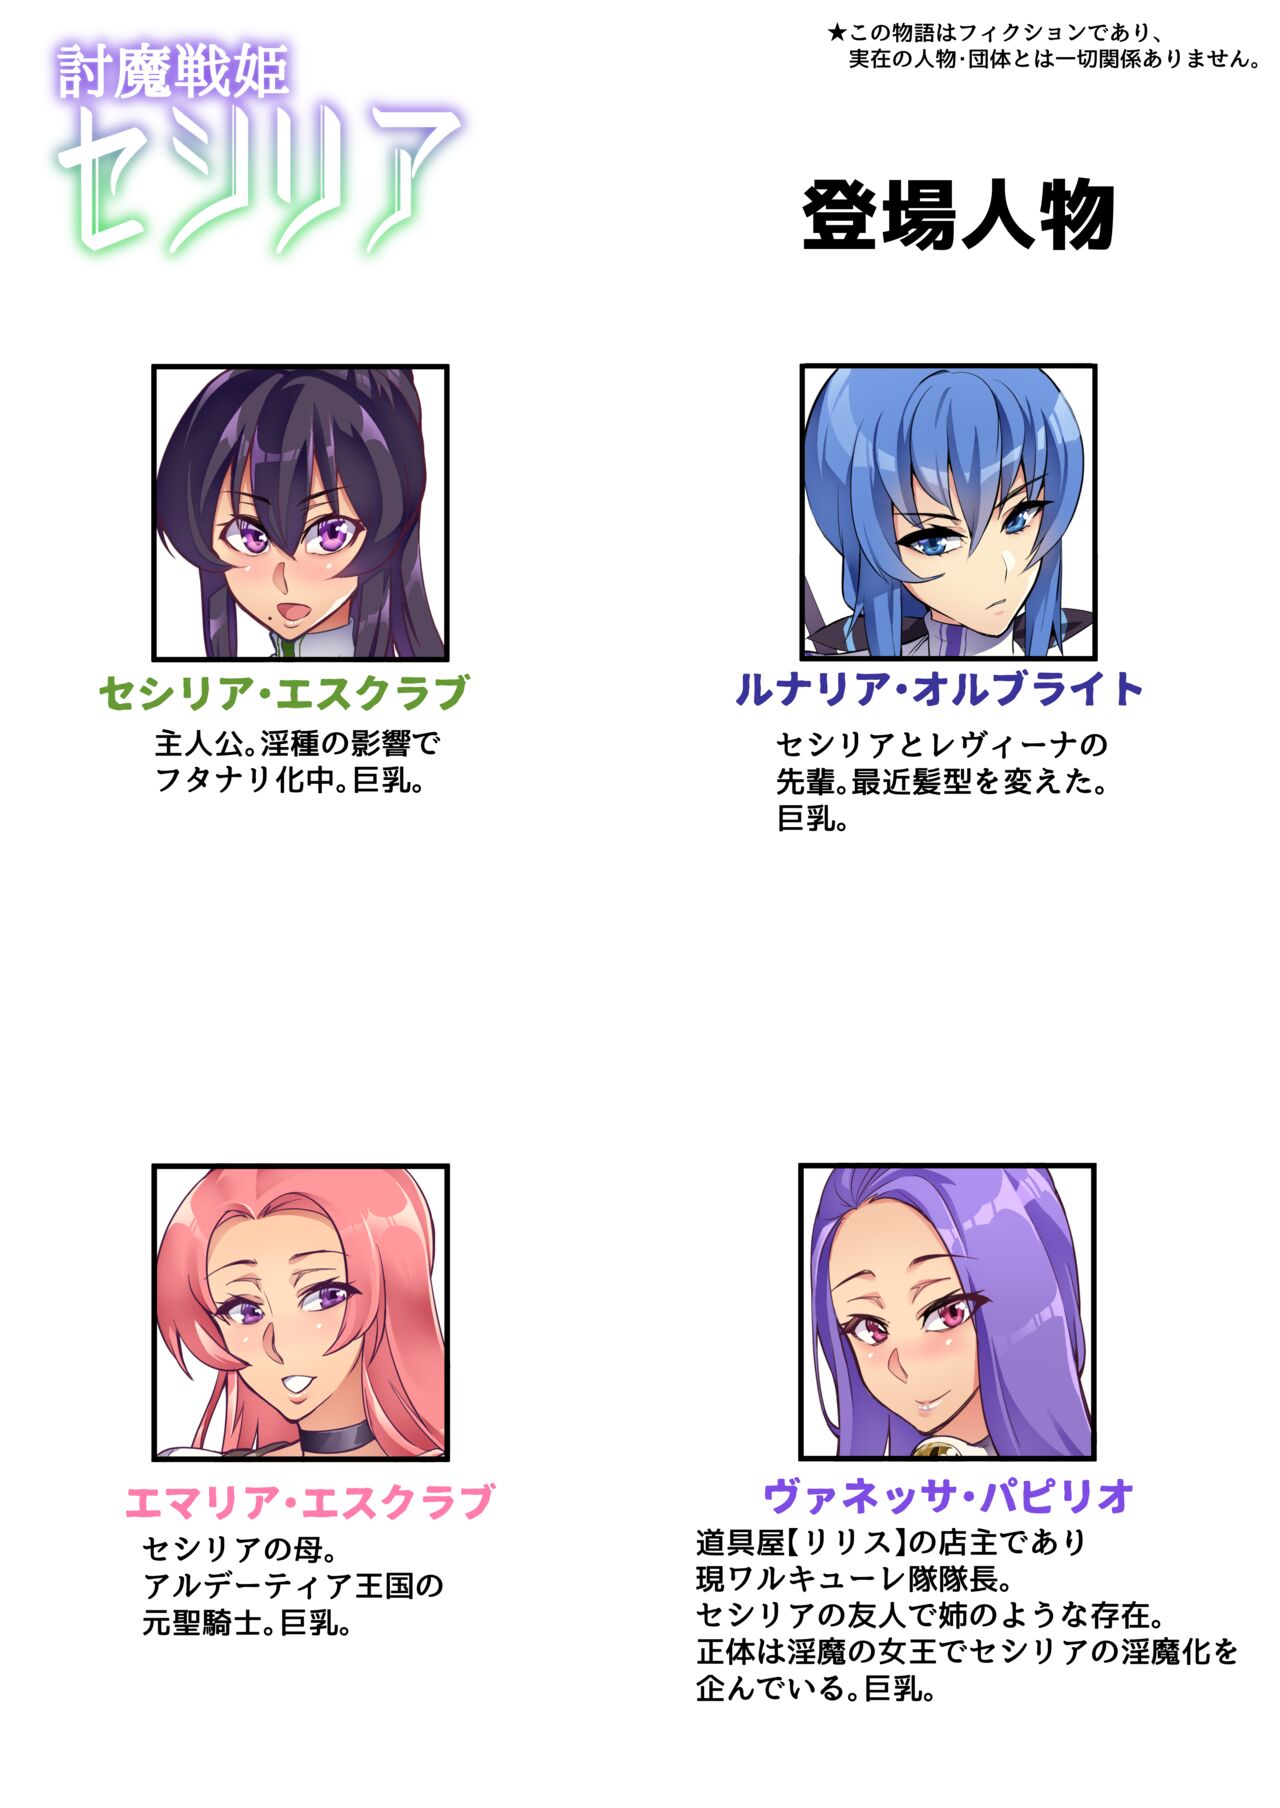 討魔戦姫
セシリア
★この物語はフィクションであり、
実在の人物・団体とは一切関係ありません。
登場人物
セシリア・エスクラブ
主人公。淫種の影響で
フタナリ化中。巨乳。
ルナリア・オルブライト
セシリアとレヴィーナの
先輩。最近髪型を変えた。
巨乳。
エマリア・エスクラブ
セシリアの母。
アルデーティア王国の
元聖騎士。巨乳。
ヴァネッサ・パピリオ
道具屋【リリス】の店主であり
現ワルキューレ隊隊長。
セシリアの友人で姉のような存在。
正体は淫魔の女王でセシリアの淫魔化を
企んでいる。巨乳。